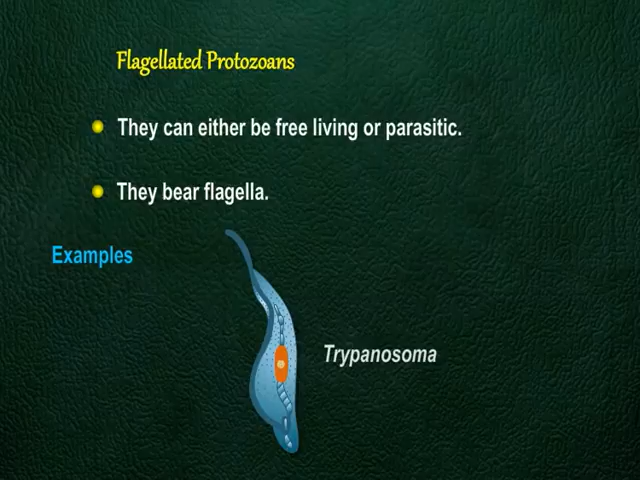 Flagellated Protozoans
They can either be free living or parasitic.
They bear flagella.
Examples
Trypanosoma